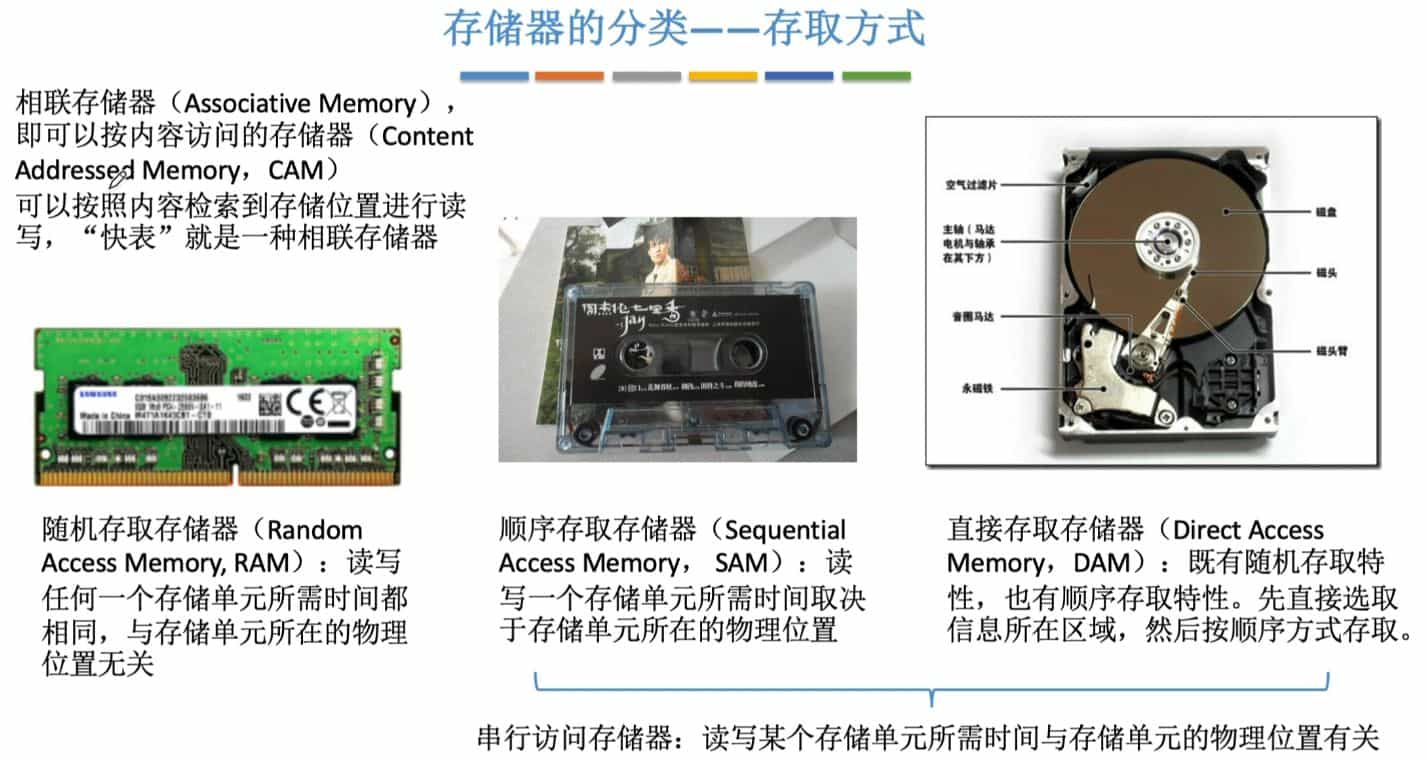 存储器的分类——存取方式
相联存储器（Associative Memory），
即可以按内容访问的存储器（Content
Addressed Memory，CAM）
可以按照内容检索到存储位置进行读
写，“快表”就是一种相联存储器
SAMSUNG
Made in China
周杰伦七里香
Jay
空气过滤片
主轴（马达
电机与轴承
在其下方）
音圈马达
永磁铁
磁盘
磁头
磁头臂
随机存取存储器（Random
Access Memory, RAM）：读写
任何一个存储单元所需时间都
相同，与存储单元所在的物理
位置无关
顺序存取存储器（Sequential
Access Memory， SAM）：读
写一个存储单元所需时间取决
于存储单元所在的物理位置
直接存取存储器（Direct Access
Memory，DAM）：既有随机存取特
性，也有顺序存取特性。先直接选取
信息所在区域，然后按顺序方式存取。
串行访问存储器：读写某个存储单元所需时间与存储单元的物理位置有关